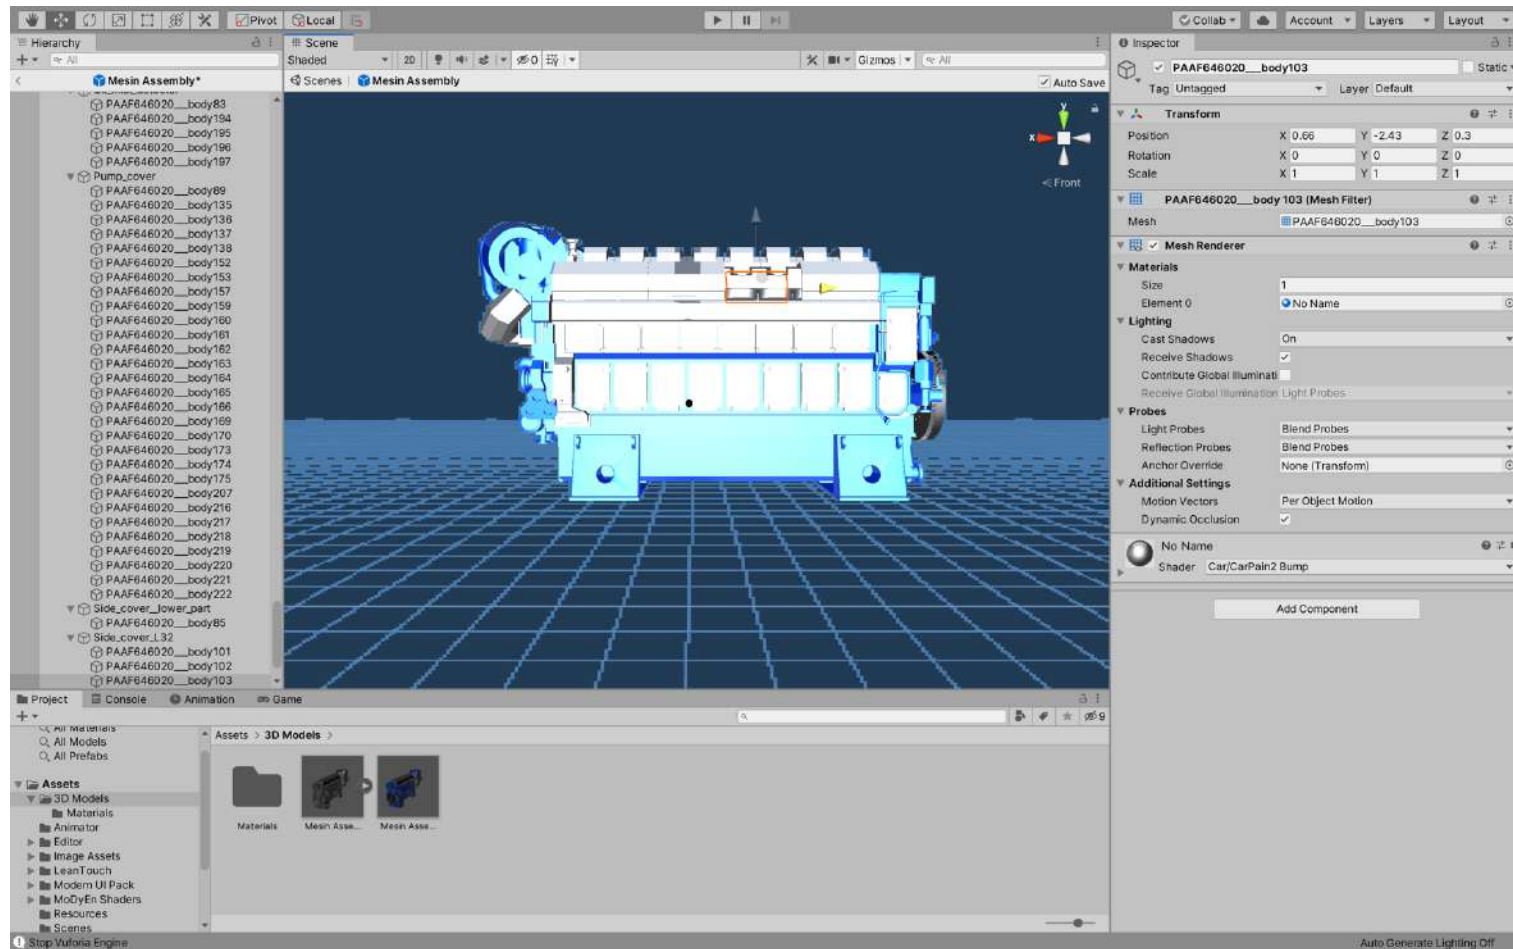 Pivot Local
Collab Account Layers Layout
Hierarchy
All
Mesin Assembly*
PAAF646020__body83
PAAF646020__body194
PAAF646020__body195
PAAF646020__body196
PAAF646020__body197
Pump_cover
PAAF646020__body89
PAAF646020__body135
PAAF646020__body136
PAAF646020__body137
PAAF646020__body138
PAAF646020__body152
PAAF646020__body153
PAAF646020__body157
PAAF646020__body159
PAAF646020__body160
PAAF646020__body161
PAAF646020__body162
PAAF646020__body163
PAAF646020__body164
PAAF646020__body165
PAAF646020__body166
PAAF646020__body169
PAAF646020__body170
PAAF646020__body173
PAAF646020__body174
PAAF646020__body175
PAAF646020__body207
PAAF646020__body216
PAAF646020__body217
PAAF646020__body218
PAAF646020__body219
PAAF646020__body220
PAAF646020__body221
PAAF646020__body222
Side_cover_lower_part
PAAF646020__body85
Side_cover_L32
PAAF646020__body101
PAAF646020__body102
PAAF646020__body103
Scene
Shaded 2D 0 Gizmos All
Scenes Mesin Assembly Auto Save
y
x
Front
Inspector
PAAF646020__body103 Static
Tag Untagged Layer Default
Transform
Position X 0.66 Y -2.43 Z 0.3
Rotation X 0 Y 0 Z 0
Scale X 1 Y 1 Z 1
PAAF646020__body 103 (Mesh Filter)
Mesh PAAF646020__body103
Mesh Renderer
Materials
Size 1
Element 0 No Name
Lighting
Cast Shadows On
Receive Shadows
Contribute Global Illuminati
Receive Global Illumination Light Probes
Probes
Light Probes Blend Probes
Reflection Probes Blend Probes
Anchor Override None (Transform)
Additional Settings
Motion Vectors Per Object Motion
Dynamic Occlusion
No Name
Shader Car/CarPain2 Bump
Add Component
Project Console Animation Game
9
All Materials
All Models
All Prefabs
Assets
3D Models
Materials
Animator
Editor
Image Assets
LeanTouch
Modern UI Pack
MoDyEn Shaders
Resources
Scenes
Assets > 3D Models >
Materials Mesin Asse... Mesin Asse...
Stop Vuforia Engine
Auto Generate Lighting Off